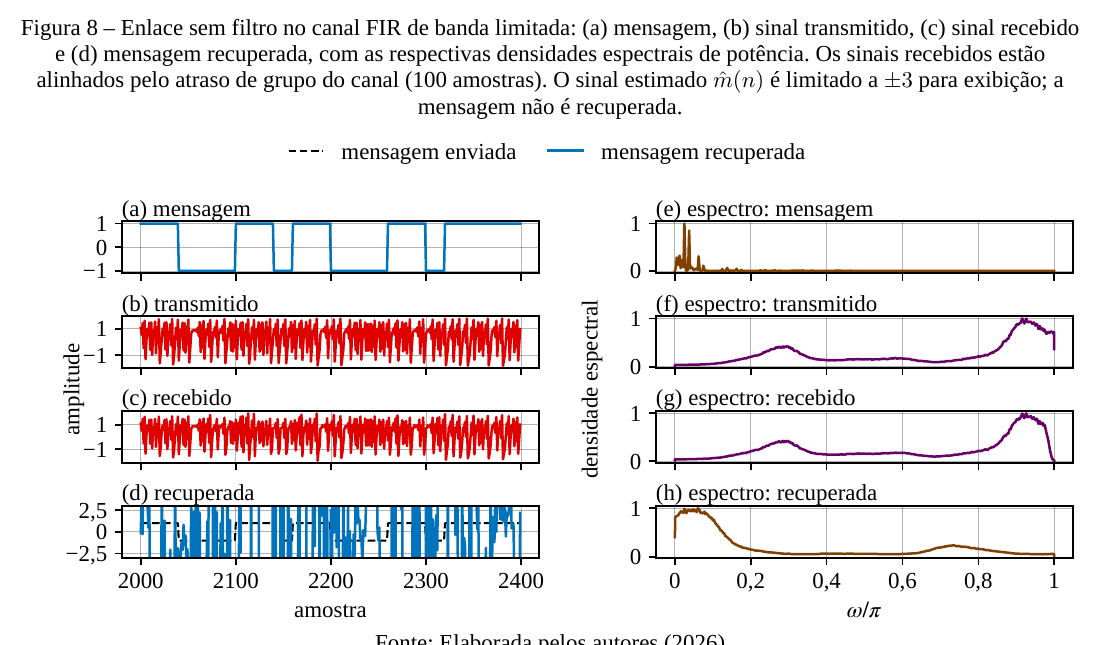 Figura 8 – Enlace sem filtro no canal FIR de banda limitada: (a) mensagem, (b) sinal transmitido, (c) sinal recebido
e (d) mensagem recuperada, com as respectivas densidades espectrais de potência. Os sinais recebidos estão
alinhados pelo atraso de grupo do canal (100 amostras). O sinal estimado m̂(n) é limitado a ±3 para exibição; a
mensagem não é recuperada.
mensagem enviada mensagem recuperada
(a) mensagem
1
0
−1
(b) transmitido
1
−1
(c) recebido
1
−1
(d) recuperada
2,5
0
−2,5
2000 2100 2200 2300 2400
amostra
amplitude
(e) espectro: mensagem
1
0
(f) espectro: transmitido
1
0
(g) espectro: recebido
1
0
(h) espectro: recuperada
1
0
0 0,2 0,4 0,6 0,8 1
ω/π
densidade espectral
Fonte: Elaborada pelos autores (2026)